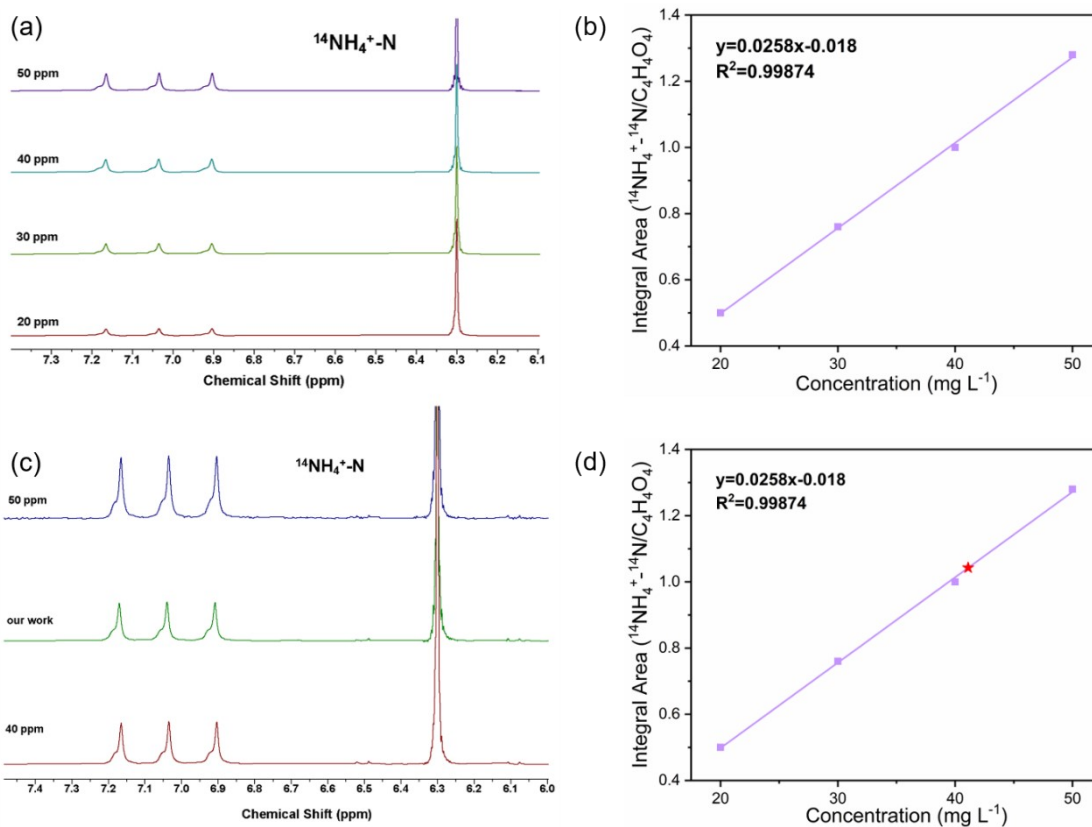 (a)
¹⁴NH₄⁺-N
50 ppm
40 ppm
30 ppm
20 ppm
7.3 7.2 7.1 7.0 6.9 6.8 6.7 6.6 6.5 6.4 6.3 6.2 6.1
Chemical Shift (ppm)
(b)
y=0.0258x-0.018
R²=0.99874
Integral Area (¹⁴NH₄⁺-¹⁴N/C₄H₄O₄)
1.4
1.2
1.0
0.8
0.6
0.4
20 30 40 50
Concentration (mg L⁻¹)
(c)
¹⁴NH₄⁺-N
50 ppm
our work
40 ppm
7.4 7.3 7.2 7.1 7.0 6.9 6.8 6.7 6.6 6.5 6.4 6.3 6.2 6.1 6.0
Chemical Shift (ppm)
(d)
y=0.0258x-0.018
R²=0.99874
Integral Area (¹⁴NH₄⁺-¹⁴N/C₄H₄O₄)
1.4
1.2
1.0
0.8
0.6
0.4
20 30 40 50
Concentration (mg L⁻¹)